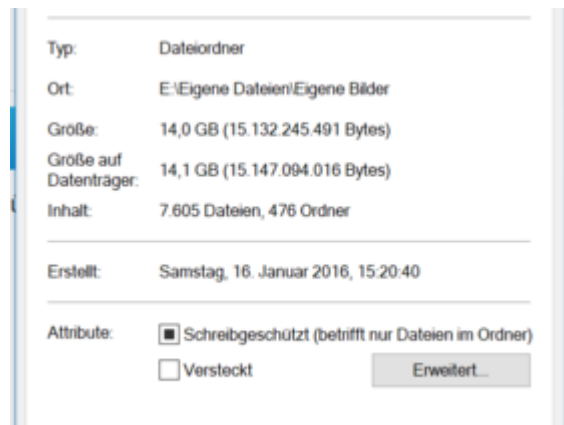 Typ: Dateiordner
Ort: E:\Eigene Dateien\Eigene Bilder
Größe: 14,0 GB (15.132.245.491 Bytes)
Größe auf Datenträger: 14,1 GB (15.147.094.016 Bytes)
Inhalt: 7.605 Dateien, 476 Ordner
Erstellt: Samstag, 16. Januar 2016, 15:20:40
Attribute: Schreibgeschützt (betrifft nur Dateien im Ordner)
Versteckt Erweitert...